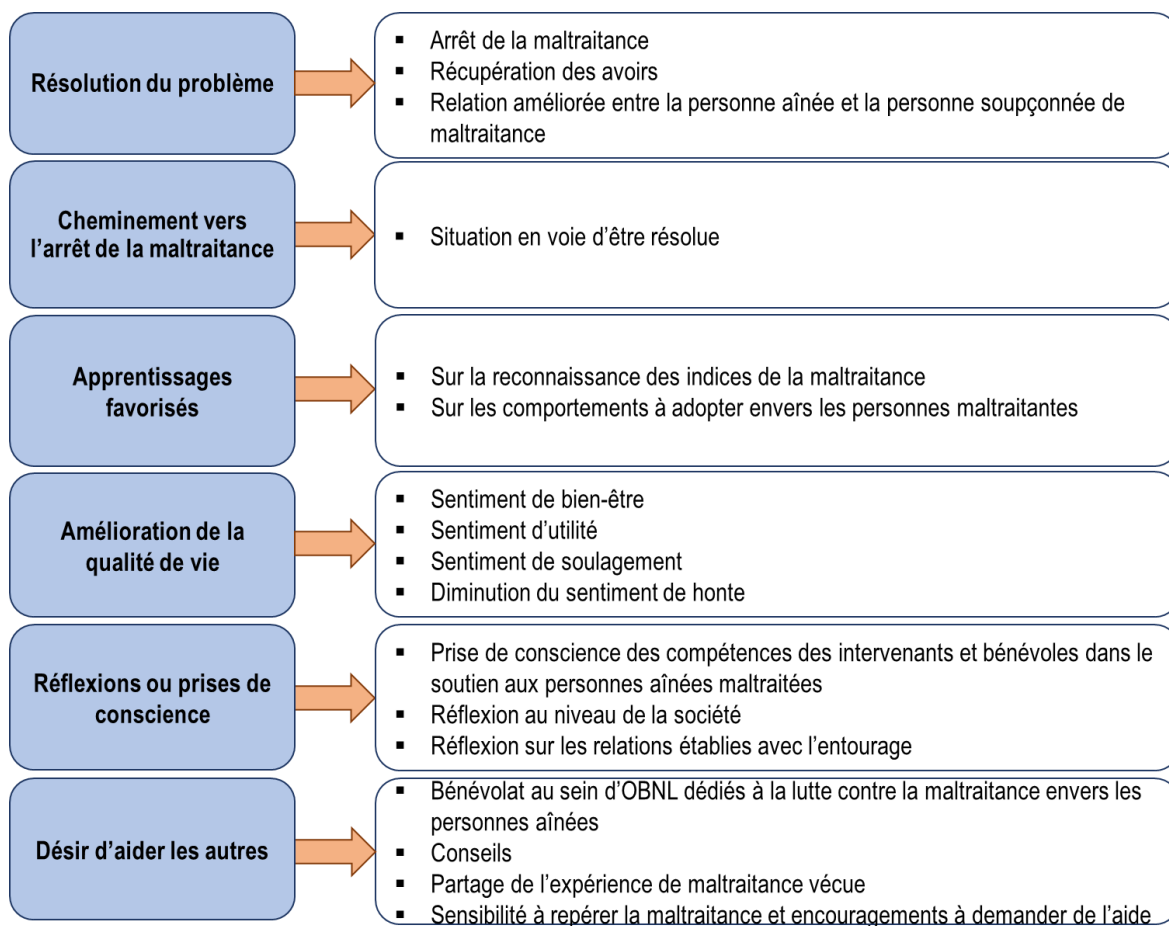 Résolution du problème
▪ Arrêt de la maltraitance
▪ Récupération des avoirs
▪ Relation améliorée entre la personne aînée et la personne soupçonnée de
maltraitance
Cheminement vers
l’arrêt de la maltraitance
▪ Situation en voie d’être résolue
Apprentissages
favorisés
▪ Sur la reconnaissance des indices de la maltraitance
▪ Sur les comportements à adopter envers les personnes maltraitantes
Amélioration de la
qualité de vie
▪ Sentiment de bien-être
▪ Sentiment d’utilité
▪ Sentiment de soulagement
▪ Diminution du sentiment de honte
Réflexions ou prises de
conscience
▪ Prise de conscience des compétences des intervenants et bénévoles dans le
soutien aux personnes aînées maltraitées
▪ Réflexion au niveau de la société
▪ Réflexion sur les relations établies avec l’entourage
Désir d’aider les autres
▪ Bénévolat au sein d’OBNL dédiés à la lutte contre la maltraitance envers les
personnes aînées
▪ Conseils
▪ Partage de l’expérience de maltraitance vécue
▪ Sensibilité à repérer la maltraitance et encouragements à demander de l’aide